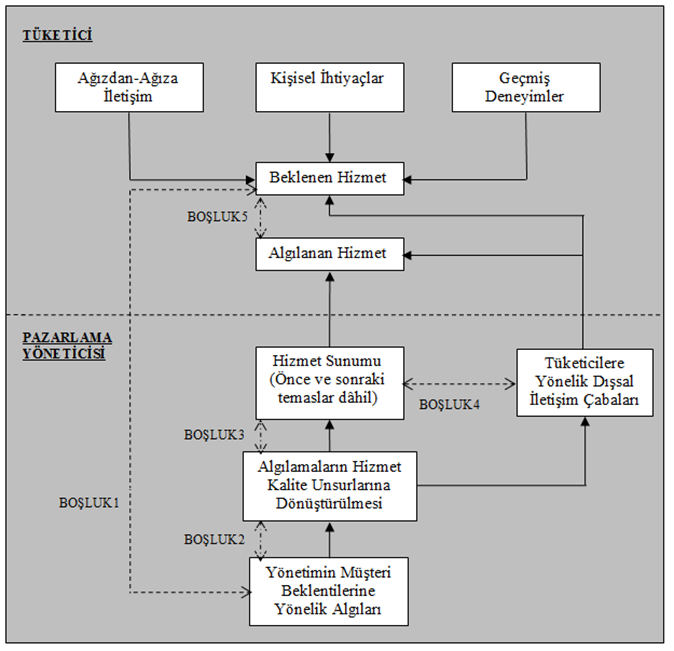 TÜKETİCİ
Ağızdan-Ağıza
İletişim
Kişisel İhtiyaçlar
Geçmiş
Deneyimler
Beklenen Hizmet
BOŞLUK5
Algılanan Hizmet
PAZARLAMA
YÖNETİCİSİ
Hizmet Sunumu
(Önce ve sonraki
temaslar dâhil)
Tüketicilere
Yönelik Dışsal
İletişim Çabaları
BOŞLUK4
BOŞLUK3
Algılamaların Hizmet
Kalite Unsurlarına
Dönüştürülmesi
BOŞLUK1
BOŞLUK2
Yönetimin Müşteri
Beklentilerine
Yönelik Algıları